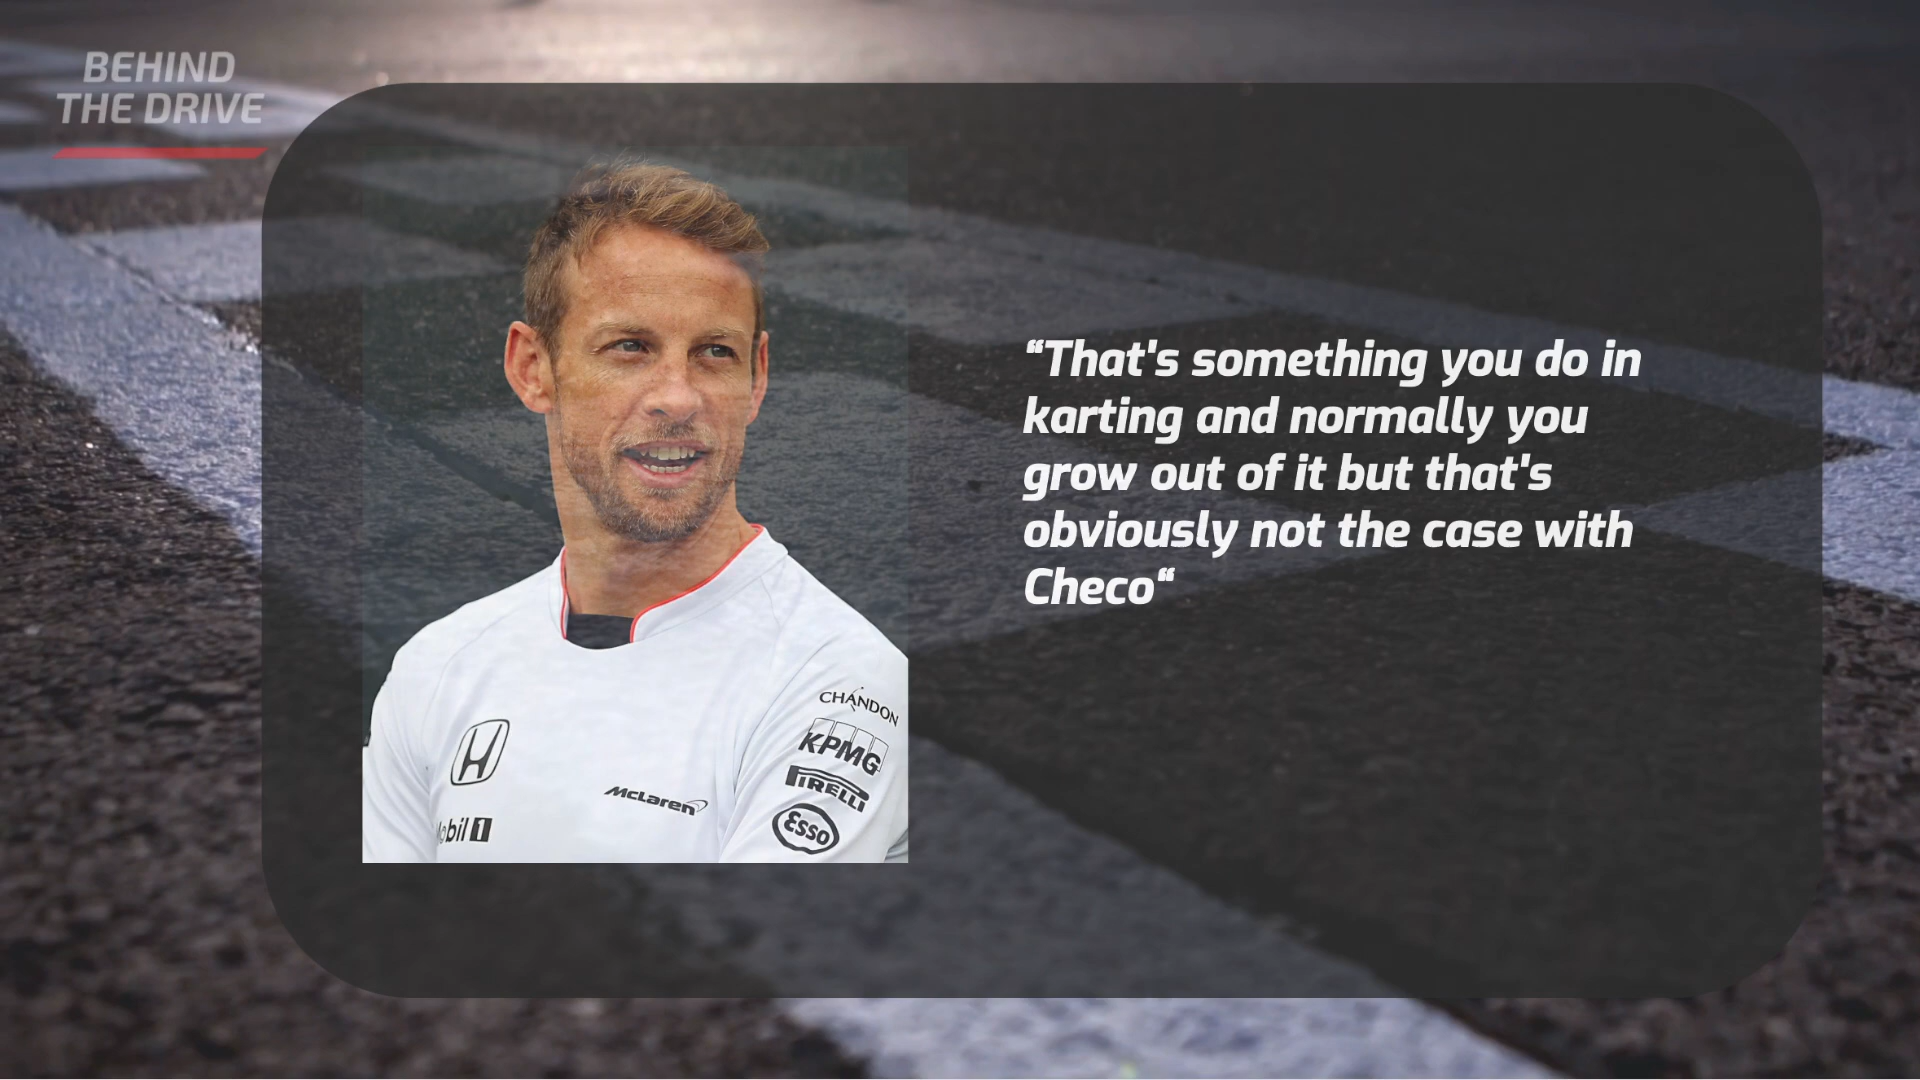 BEHIND
THE DRIVE
“That's something you do in
karting and normally you
grow out of it but that's
obviously not the case with
Checo“
CHANDON
KPMG
PIRELLI
Esso
McLaren
Mobil 1